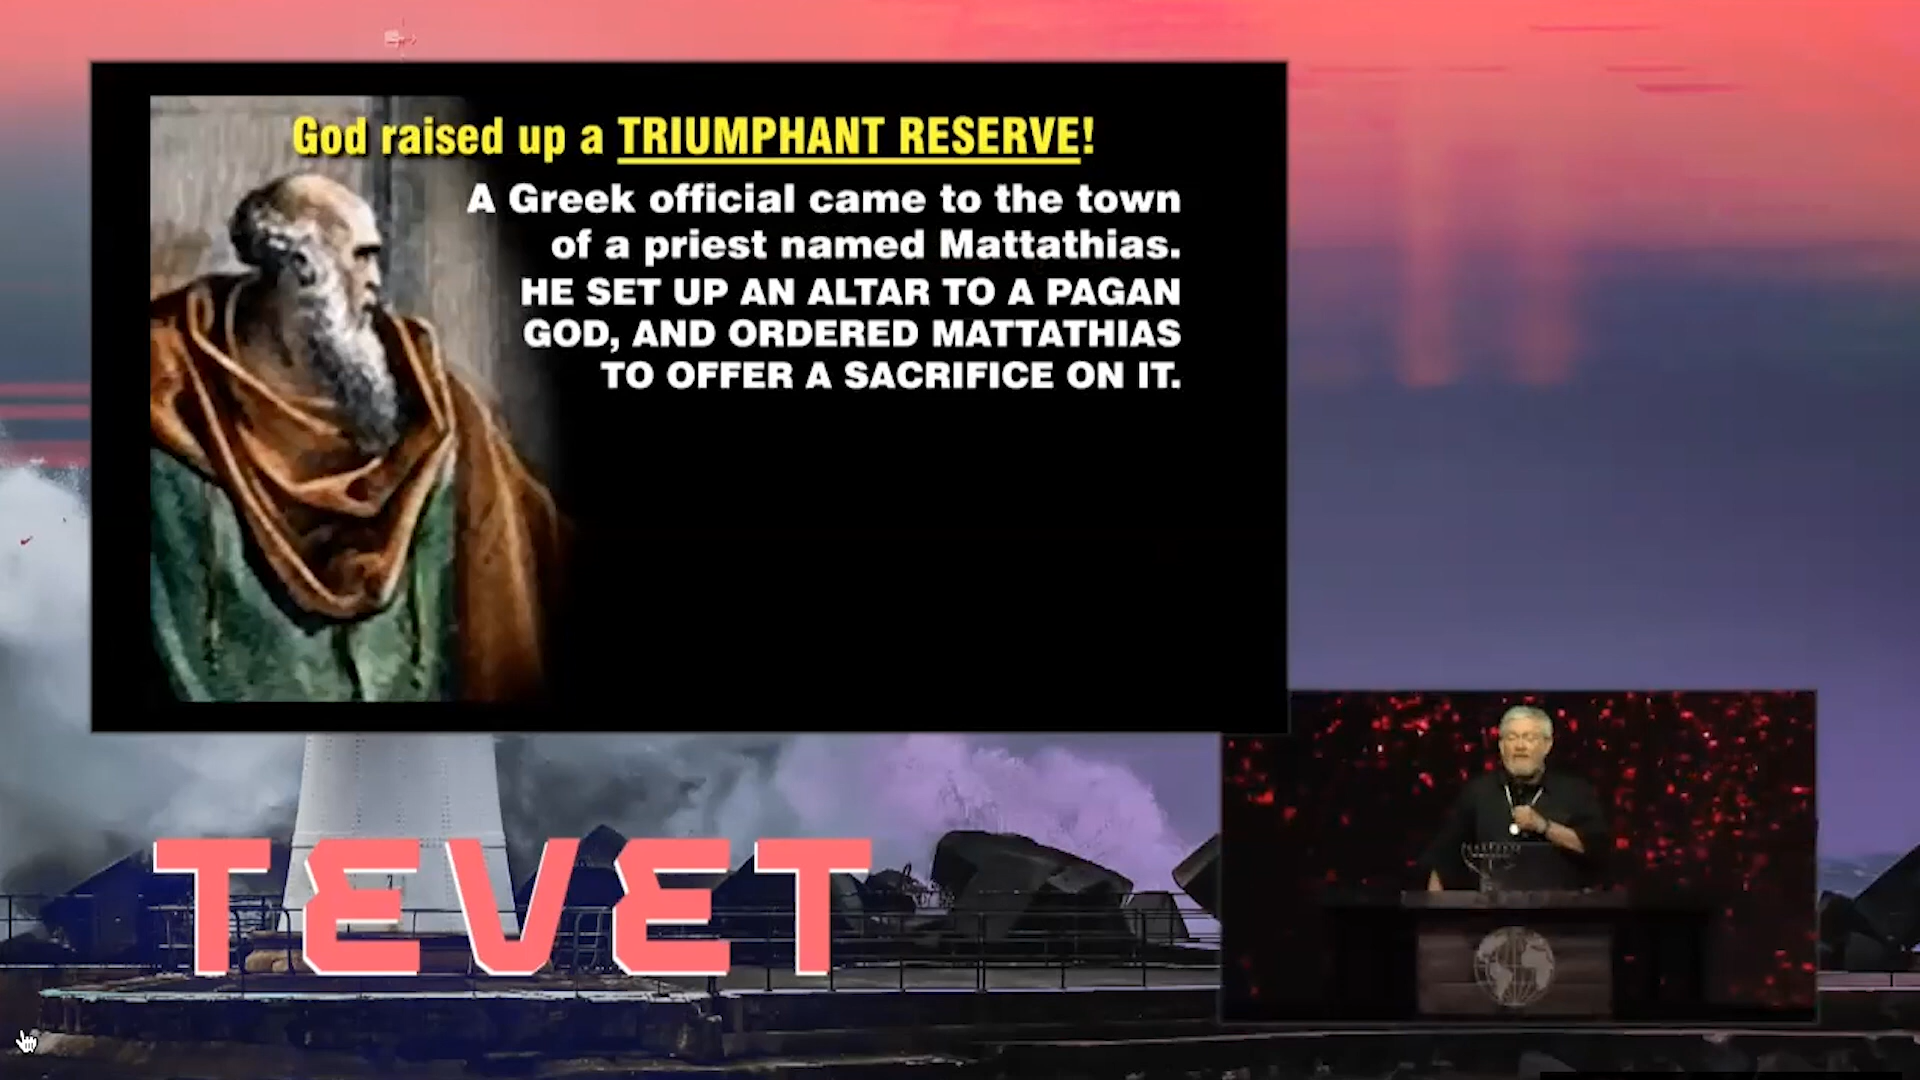 God raised up a TRIUMPHANT RESERVE!
A Greek official came to the town
of a priest named Mattathias.
HE SET UP AN ALTAR TO A PAGAN
GOD, AND ORDERED MATTATHIAS
TO OFFER A SACRIFICE ON IT.
TEVET